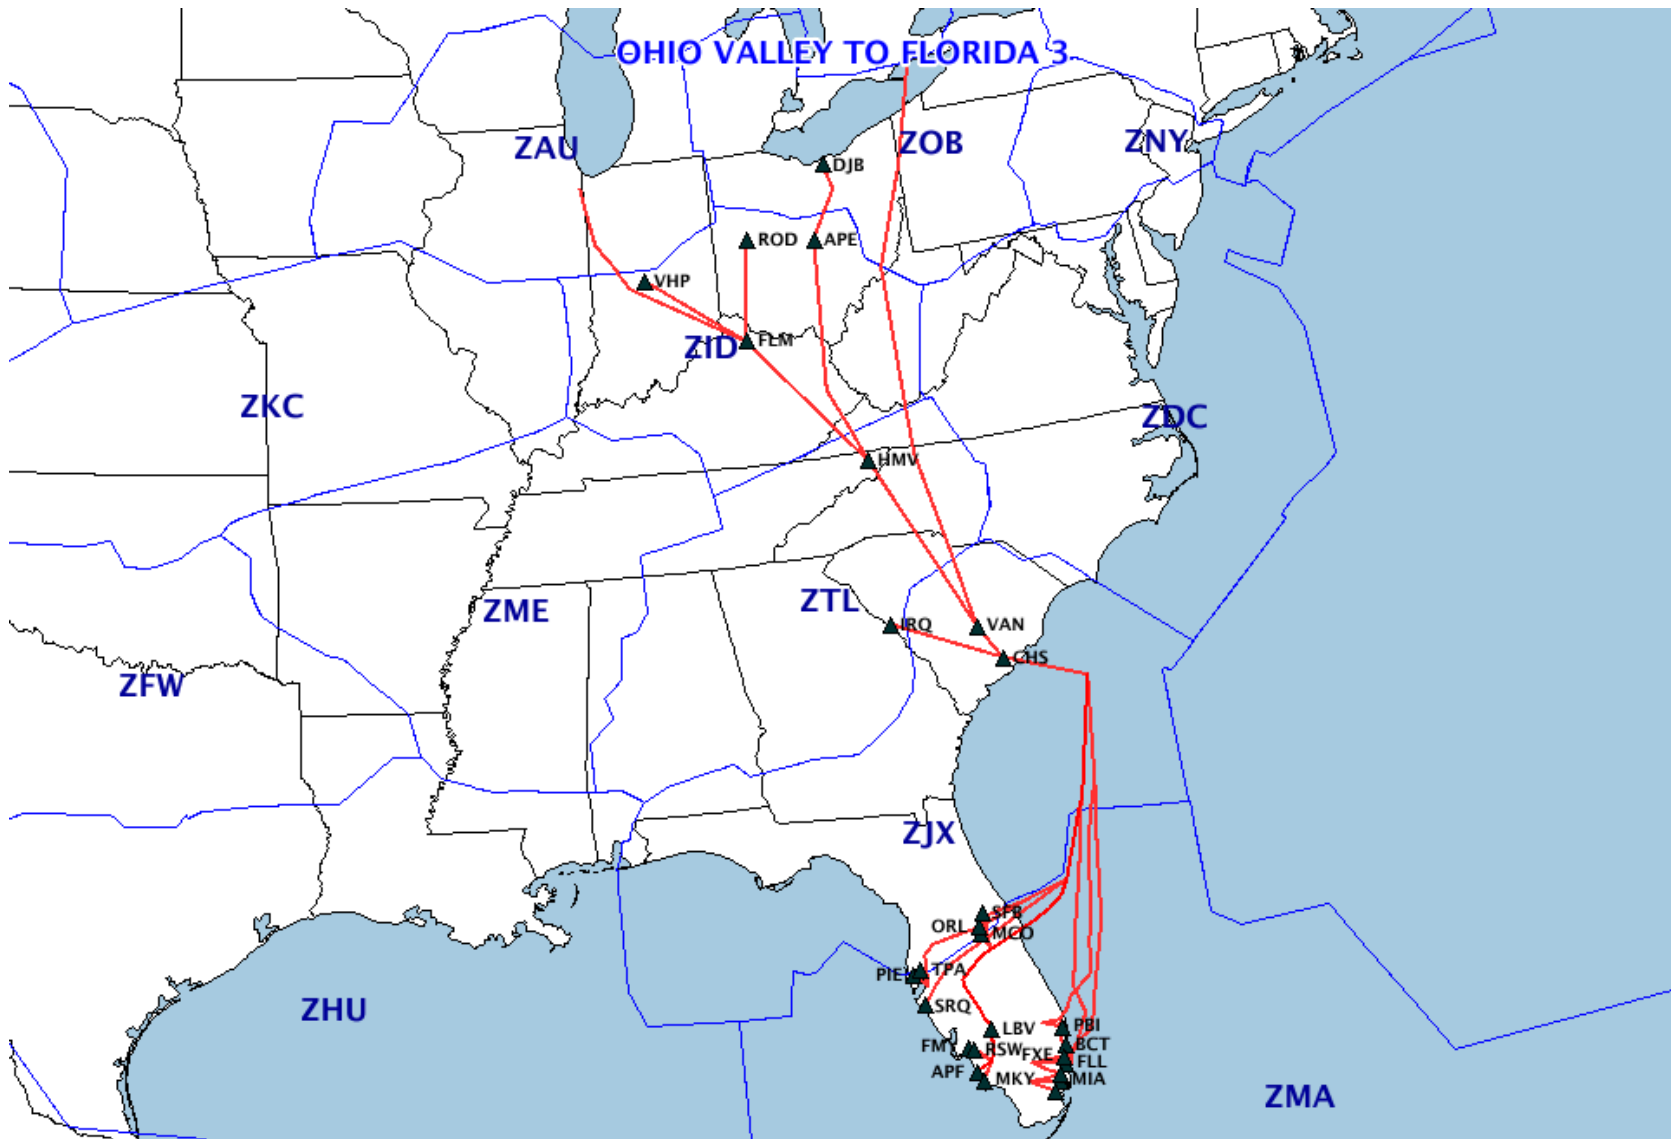 OHIO VALLEY TO FLORIDA 3
ZAU
ZOB
ZNY
DJB
ROD
APE
VHP
ZID
FLM
ZKC
ZDC
HMV
ZME
ZTL
IRQ
VAN
CHS
ZFW
ZJX
SFB
ORL
MCO
PIE
TPA
SRQ
ZHU
LBV
PBI
FMY
RSW
FXE
BCT
FLL
APF
MKY
MIA
ZMA